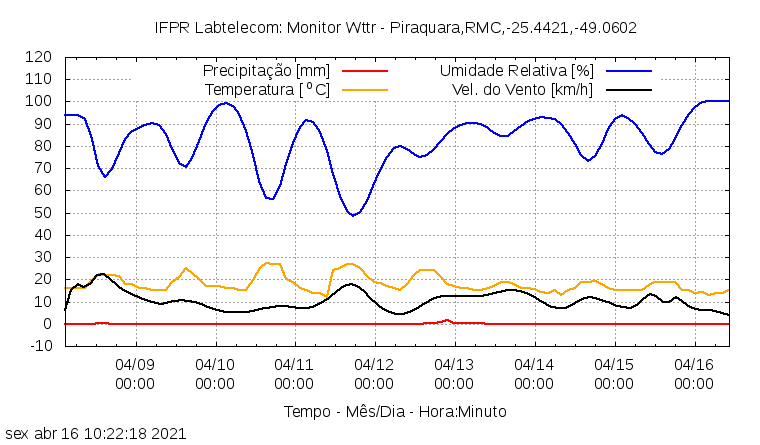 IFPR Labtelecom: Monitor Wttr - Piraquara,RMC,-25.4421,-49.0602
Precipitação [mm]
Temperatura [ ⁰C]
Umidade Relativa [%]
Vel. do Vento [km/h]
120
110
100
90
80
70
60
50
40
30
20
10
0
-10
04/09 04/10 04/11 04/12 04/13 04/14 04/15 04/16
00:00 00:00 00:00 00:00 00:00 00:00 00:00 00:00
Tempo - Mês/Dia - Hora:Minuto
sex abr 16 10:22:18 2021